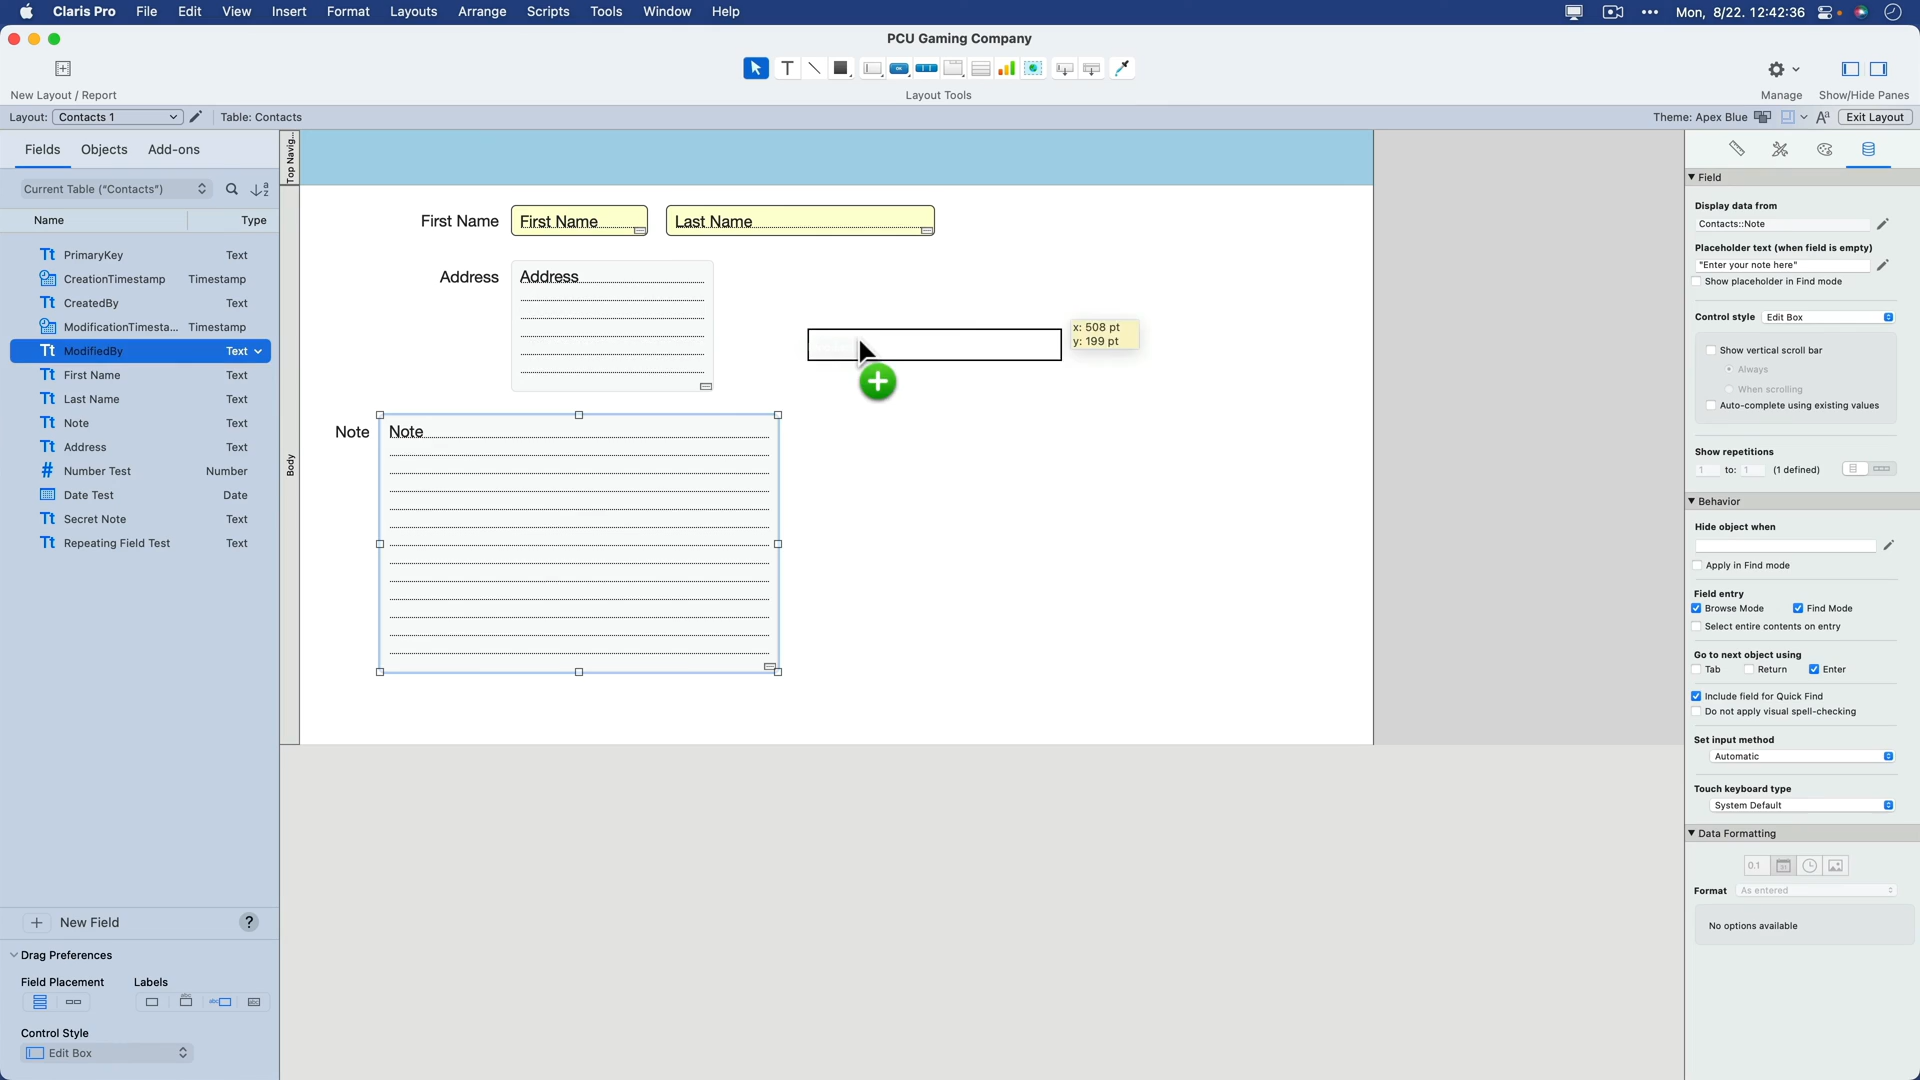 Claris Pro File Edit View Insert Format Layouts Arrange Scripts Tools Window Help
Mon, 8/22. 12:42:36
PCU Gaming Company
New Layout / Report
Layout Tools
Manage
Show/Hide Panes
Layout: Contacts 1
Table: Contacts
Theme: Apex Blue
Exit Layout
Fields Objects Add-ons
Current Table ("Contacts")
Name Type
PrimaryKey Text
CreationTimestamp Timestamp
CreatedBy Text
ModificationTimesta... Timestamp
ModifiedBy Text
First Name Text
Last Name Text
Note Text
Address Text
Number Test Number
Date Test Date
Secret Note Text
Repeating Field Test Text
New Field
?
Drag Preferences
Field Placement Labels
Control Style
Edit Box
Top Navig...
Body
First Name First Name Last Name
Address Address
x: 508 pt
y: 199 pt
Note Note
Field
Display data from
Contacts::Note
Placeholder text (when field is empty)
"Enter your note here"
Show placeholder in Find mode
Control style Edit Box
Show vertical scroll bar
Always
When scrolling
Auto-complete using existing values
Show repetitions
1 to: 1 (1 defined)
Behavior
Hide object when
Apply in Find mode
Field entry
Browse Mode Find Mode
Select entire contents on entry
Go to next object using
Tab Return Enter
Include field for Quick Find
Do not apply visual spell-checking
Set input method
Automatic
Touch keyboard type
System Default
Data Formatting
0.1
Format As entered
No options available